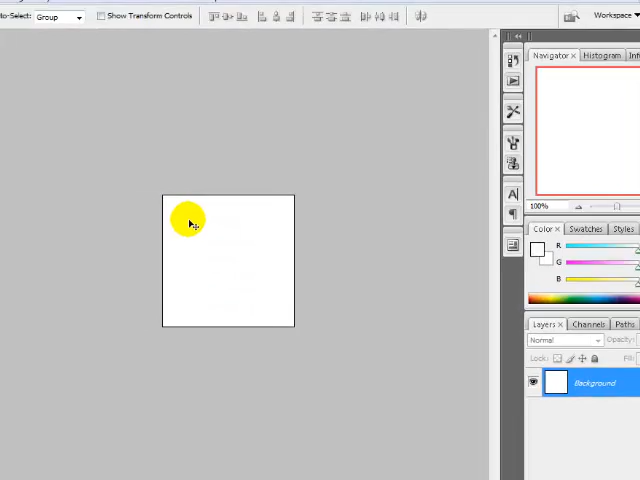 uto-Select: Group Show Transform Controls Workspace
Navigator × Histogram Inf
100%
Color × Swatches Styles
R
G
B
Layers × Channels Paths
Normal Opacity:
Lock: Fill:
Background